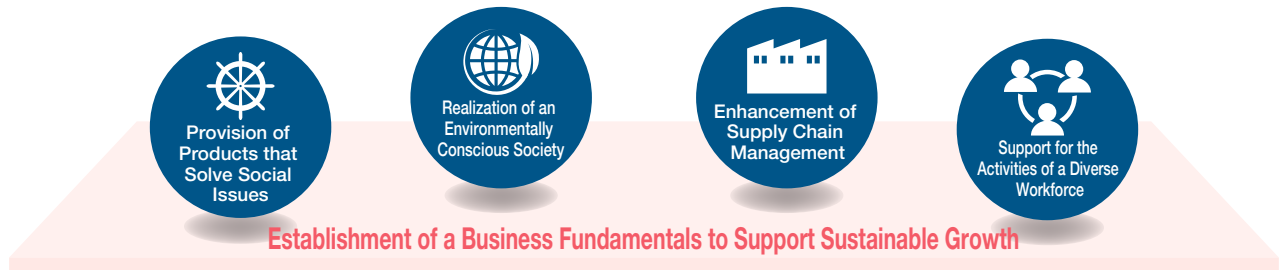 Provision of
Products that
Solve Social
Issues
Realization of an
Environmentally
Conscious Society
Enhancement of
Supply Chain
Management
Support for the
Activities of a Diverse
Workforce
Establishment of a Business Fundamentals to Support Sustainable Growth